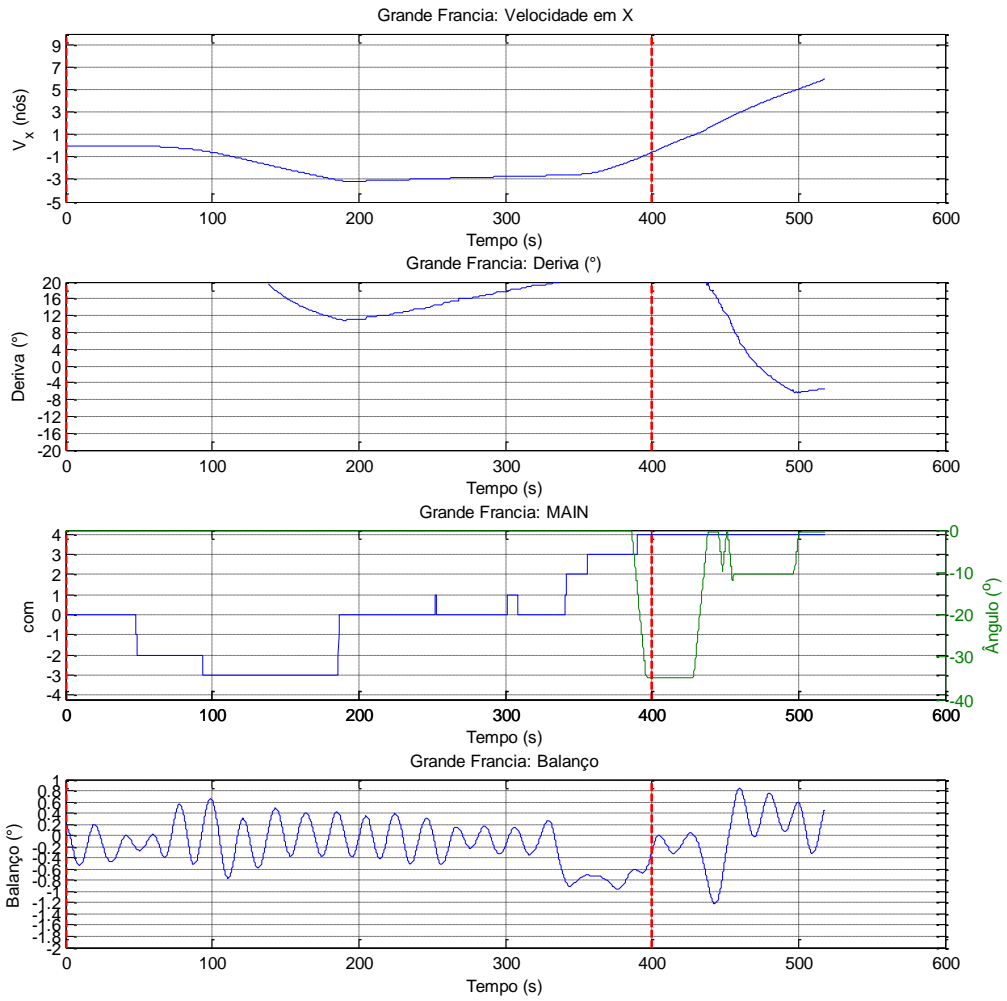 Grande Francia: Velocidade em X
9
7
5
3
1
-1
-3
-5
V_x (nós)
0 100 200 300 400 500 600
Tempo (s)
Grande Francia: Deriva (°)
20
16
12
8
4
0
-4
-8
-12
-16
-20
Deriva (°)
0 100 200 300 400 500 600
Tempo (s)
Grande Francia: MAIN
4
3
2
1
0
-1
-2
-3
-4
com
0
-10
-20
-30
-40
Ângulo (º)
0 100 200 300 400 500 600
Tempo (s)
Grande Francia: Balanço
1
0.8
0.6
0.4
0.2
0
-0.2
-0.4
-0.6
-0.8
-1
-1.2
-1.4
-1.6
-1.8
-2
Balanço (°)
0 100 200 300 400 500 600
Tempo (s)